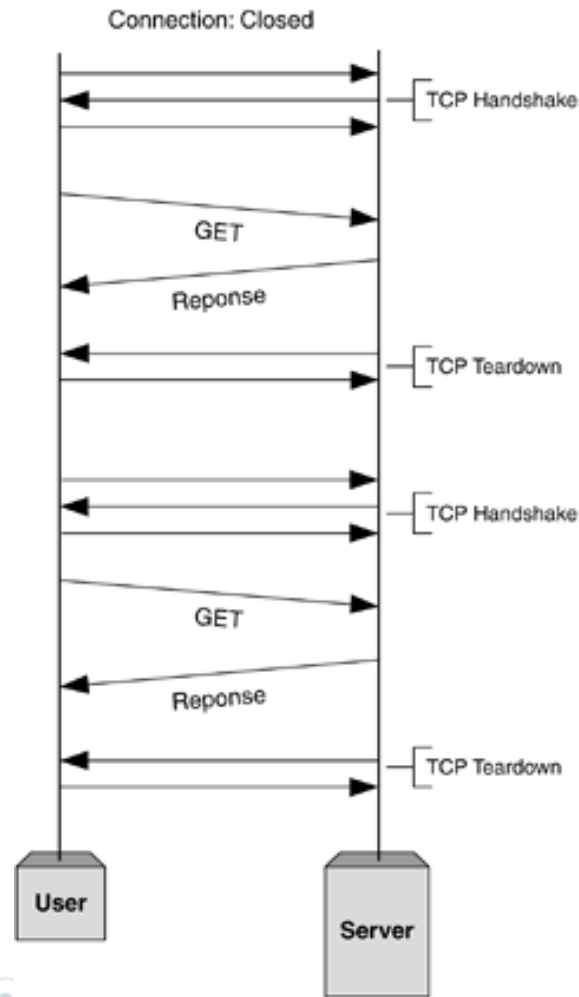 Connection: Closed
TCP Handshake
GET
Reponse
TCP Teardown
TCP Handshake
GET
Reponse
TCP Teardown
User
Server